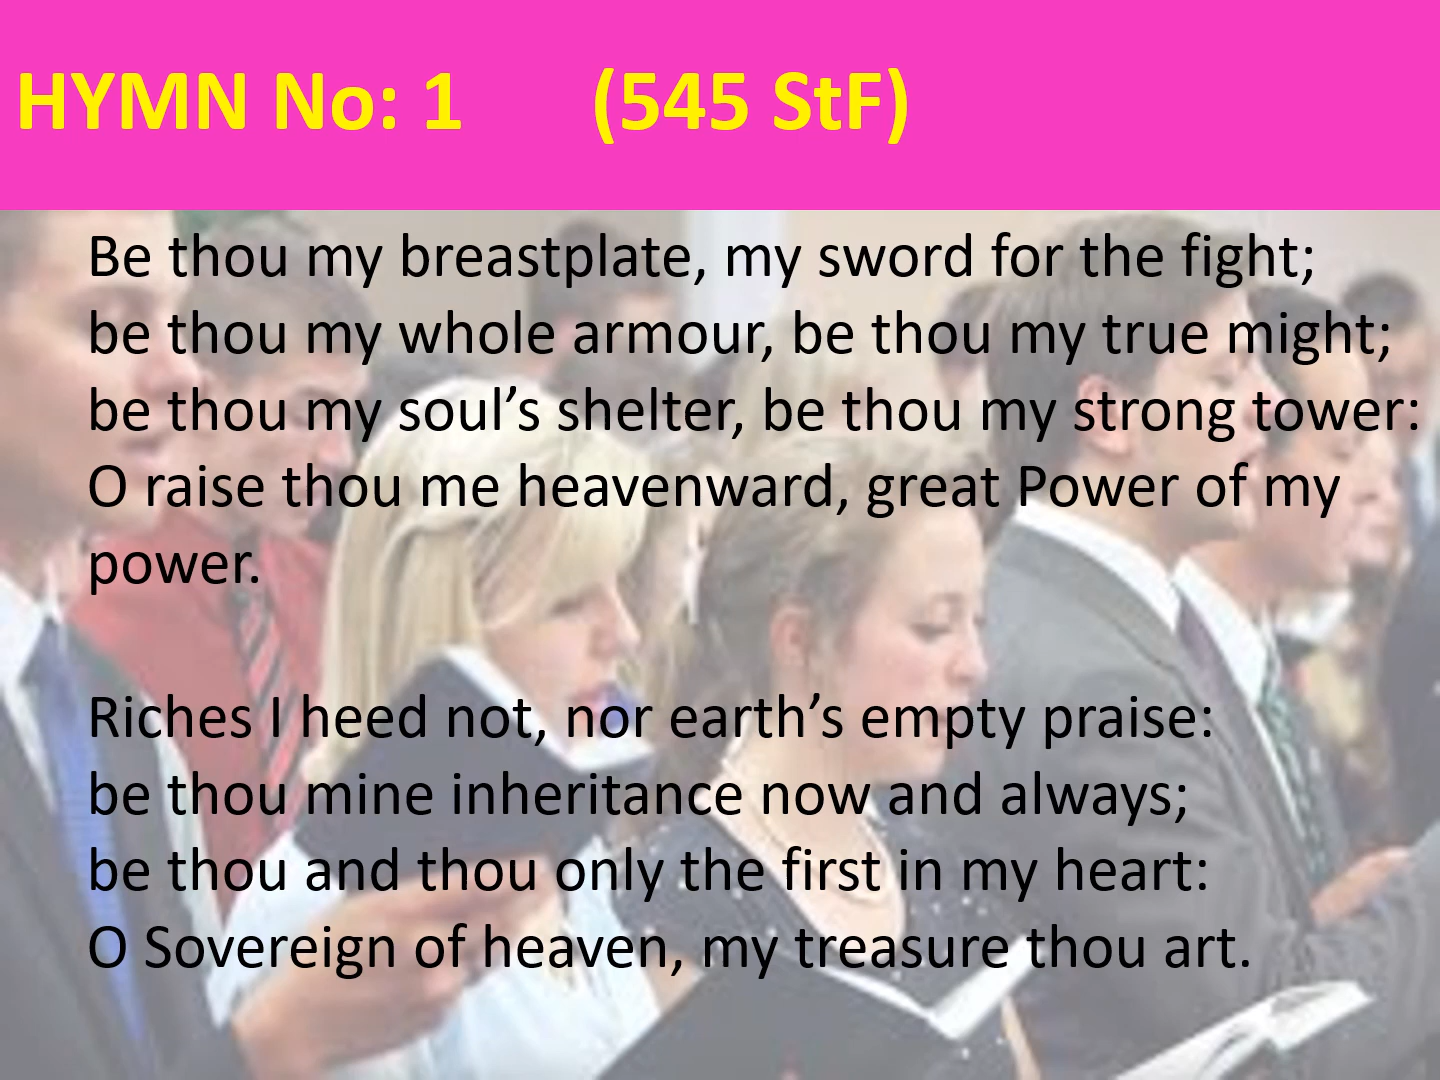 HYMN No: 1 (545 StF)
Be thou my breastplate, my sword for the fight;
be thou my whole armour, be thou my true might;
be thou my soul’s shelter, be thou my strong tower:
O raise thou me heavenward, great Power of my
power.
Riches I heed not, nor earth’s empty praise:
be thou mine inheritance now and always;
be thou and thou only the first in my heart:
O Sovereign of heaven, my treasure thou art.